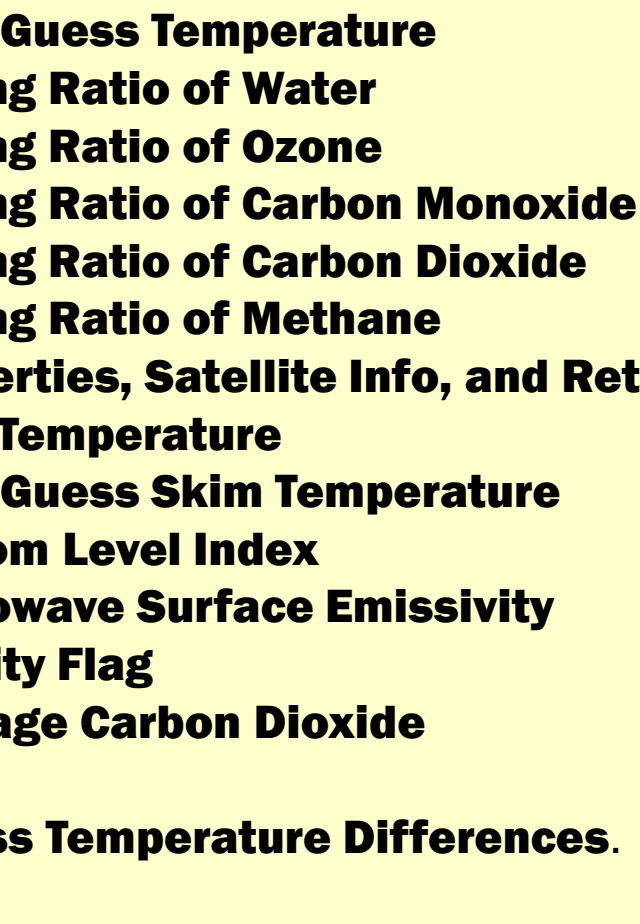 Guess Temperature
ng Ratio of Water
ng Ratio of Ozone
ng Ratio of Carbon Monoxide
ng Ratio of Carbon Dioxide
ng Ratio of Methane
erties, Satellite Info, and Ret
Temperature
Guess Skim Temperature
om Level Index
owave Surface Emissivity
ity Flag
age Carbon Dioxide
ss Temperature Differences.